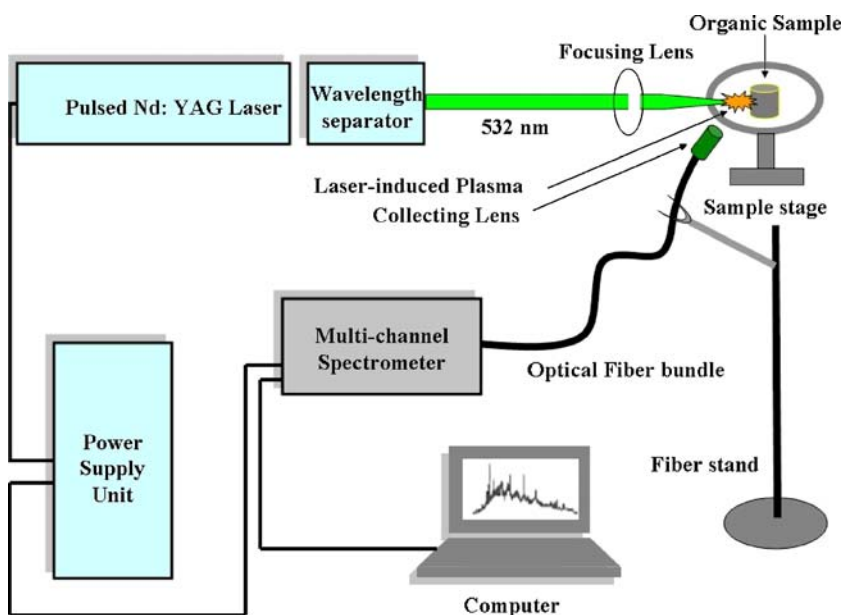 Organic Sample
Focusing Lens
Pulsed Nd: YAG Laser
Wavelength
separator
532 nm
Laser-induced Plasma
Collecting Lens
Sample stage
Multi-channel
Spectrometer
Optical Fiber bundle
Power
Supply
Unit
Fiber stand
Computer